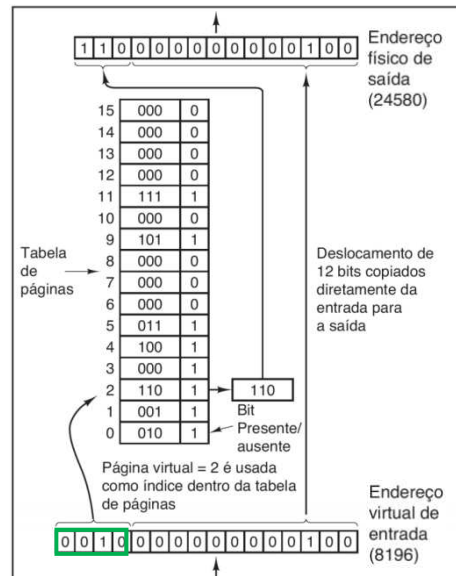 1 1 0 0 0 0 0 0 0 0 0 0 1 0 0
Endereço
físico de
saída
(24580)
15 000 0
14 000 0
13 000 0
12 000 0
11 111 1
10 000 0
9 101 1
8 000 0
7 000 0
6 000 0
5 011 1
4 100 1
3 000 1
2 110 1 110
1 001 1
0 010 1
Tabela
de
páginas
Bit
Presente/
ausente
Deslocamento de
12 bits copiados
diretamente da
entrada para
a saída
Página virtual = 2 é usada
como índice dentro da tabela
de páginas
0 0 1 0 0 0 0 0 0 0 0 0 0 1 0 0
Endereço
virtual de
entrada
(8196)